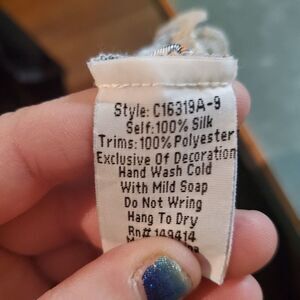 Style: C16319A-9
Self:100% Silk
Trims:100% Polyester
Exclusive Of Decoration
Hand Wash Cold
With Mild Soap
Do Not Wring
Hang To Dry
Rn# 149414